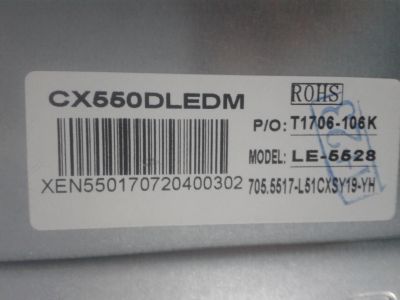 CX550DLEDM
ROHS
P/O: T1706-106K
MODEL: LE-5528
XEN550170720400302
705.5517-L51CXSY19-YH